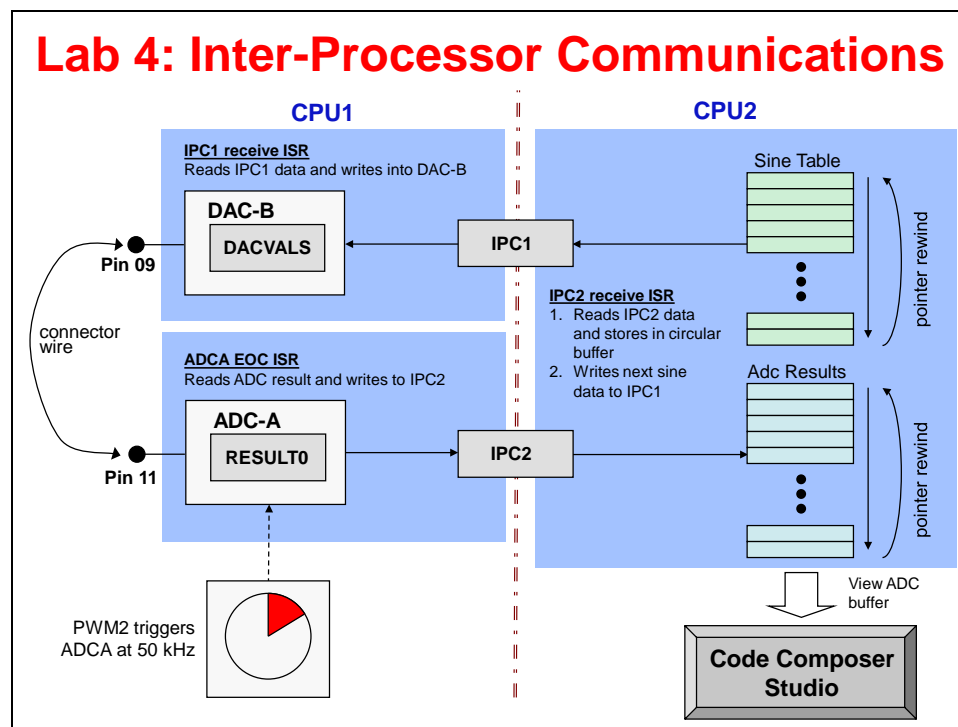 Lab 4: Inter-Processor Communications
CPU1
CPU2
IPC1 receive ISR
Reads IPC1 data and writes into DAC-B
DAC-B
DACVALS
Pin 09
IPC1
Sine Table
pointer rewind
connector
wire
IPC2 receive ISR
1. Reads IPC2 data
and stores in circular
buffer
2. Writes next sine
data to IPC1
ADCA EOC ISR
Reads ADC result and writes to IPC2
ADC-A
RESULT0
Pin 11
IPC2
Adc Results
pointer rewind
PWM2 triggers
ADCA at 50 kHz
View ADC
buffer
Code Composer
Studio